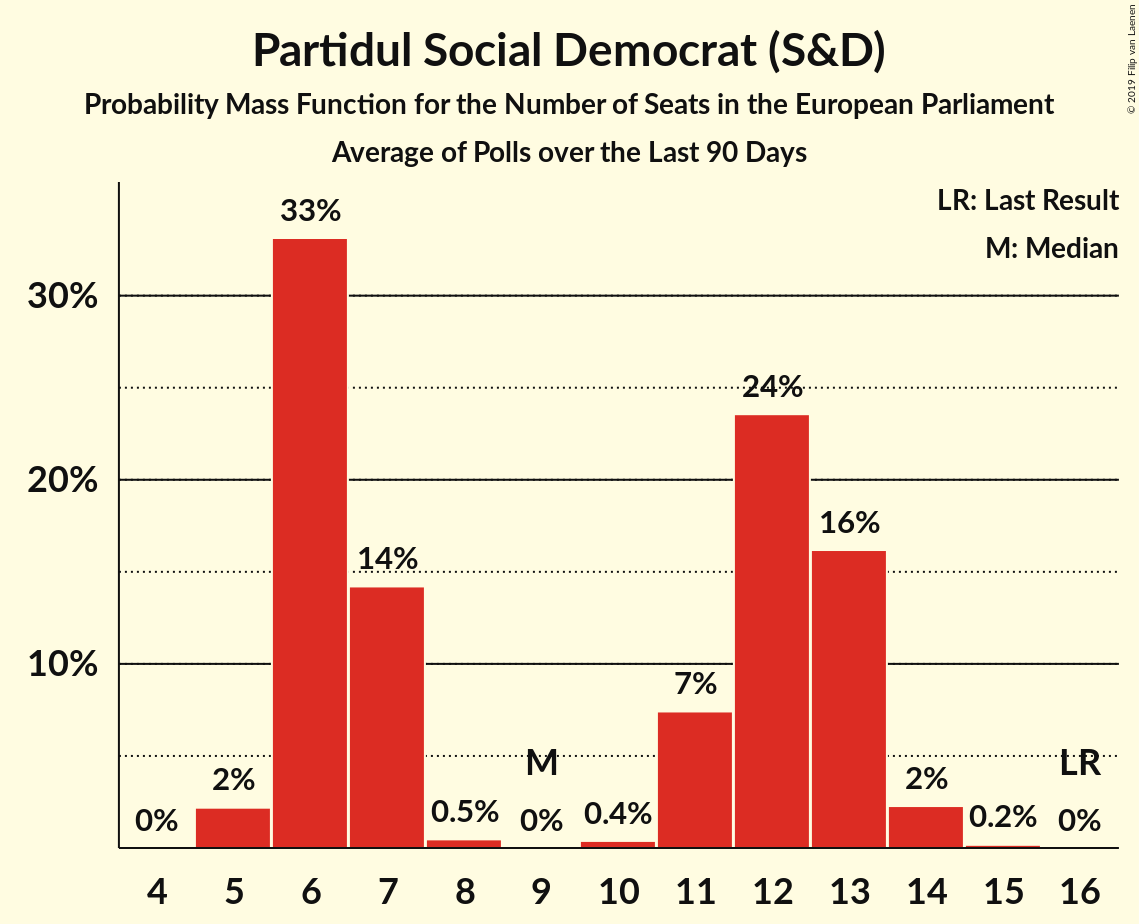 Partidul Social Democrat (S&D)
Probability Mass Function for the Number of Seats in the European Parliament
Average of Polls over the Last 90 Days
© 2019 Filip van Laenen
LR: Last Result
M: Median
30%
20%
10%
0%
2%
33%
14%
0.5%
M
0%
0.4%
7%
24%
16%
2%
0.2%
LR
0%
4 5 6 7 8 9 10 11 12 13 14 15 16